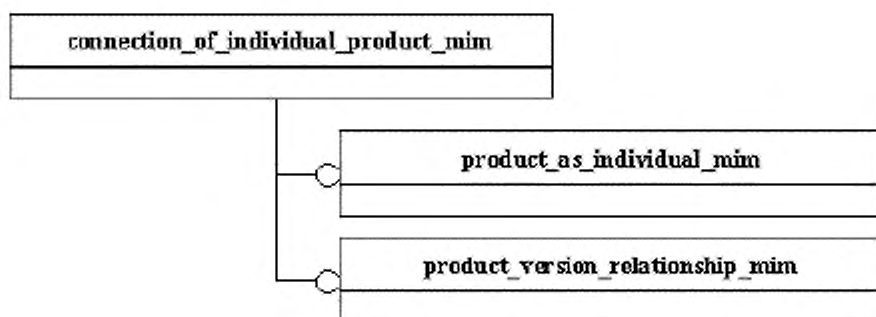 connection_of_individual_product_mim
product_as_individual_mim
product_version_relationship_mim